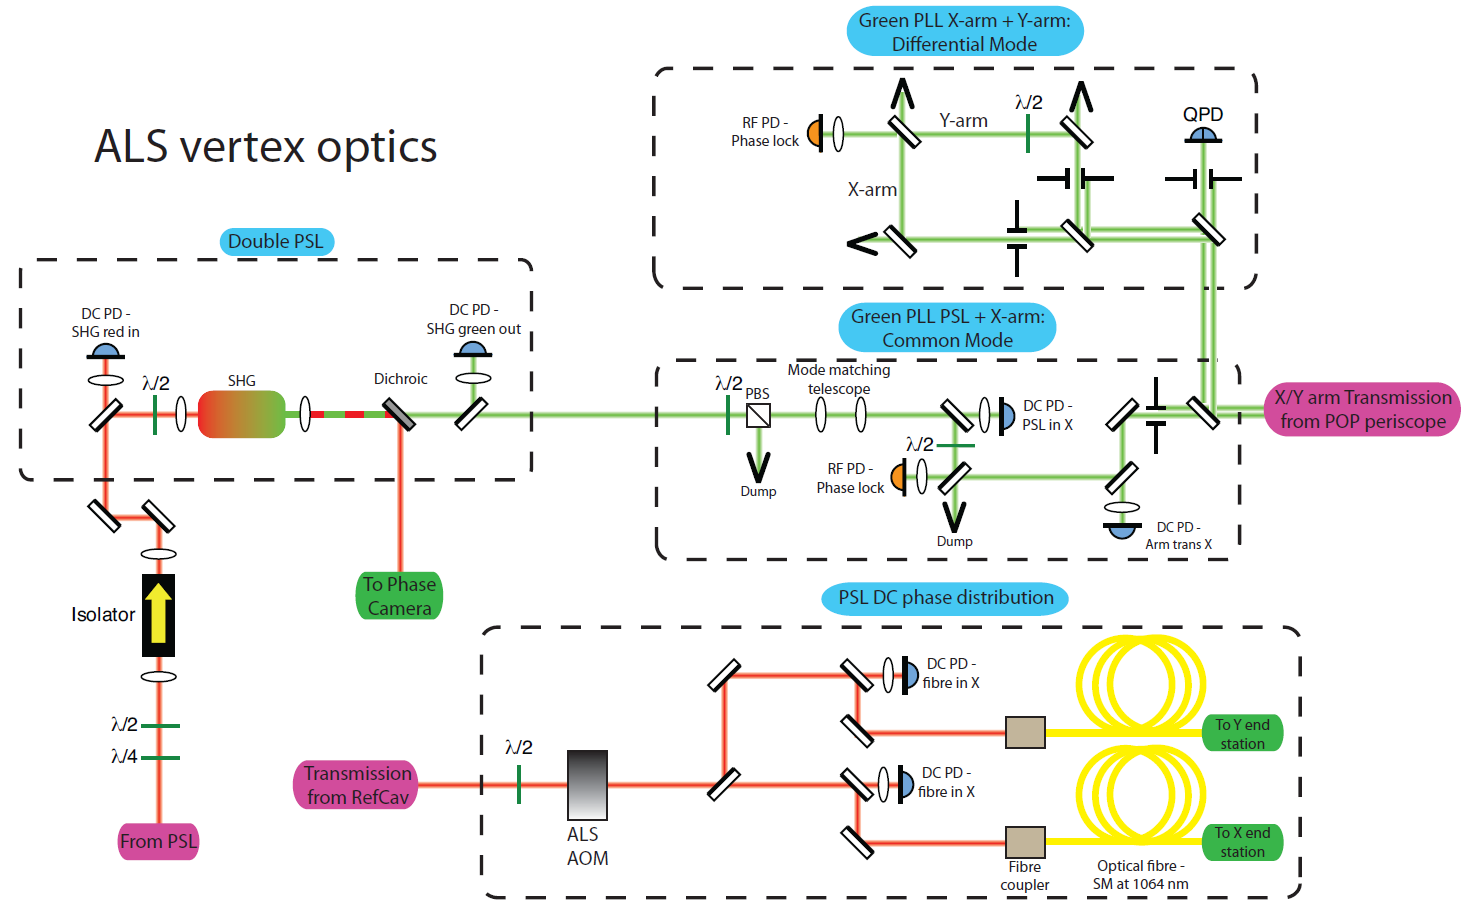 ALS vertex optics
Green PLL X-arm + Y-arm:
Differential Mode
RF PD -
Phase lock
Y-arm
λ/2
QPD
X-arm
Double PSL
DC PD -
SHG red in
λ/2
SHG
Dichroic
DC PD -
SHG green out
Green PLL PSL + X-arm:
Common Mode
λ/2
PBS
Mode matching
telescope
DC PD -
PSL in X
λ/2
RF PD -
Phase lock
Dump
Dump
DC PD -
Arm trans X
X/Y arm Transmission
from POP periscope
To Phase
Camera
Isolator
λ/2
λ/4
From PSL
PSL DC phase distribution
Transmission
from RefCav
λ/2
ALS
AOM
DC PD -
fibre in X
DC PD -
fibre in X
To Y end
station
To X end
station
Fibre
coupler
Optical fibre -
SM at 1064 nm